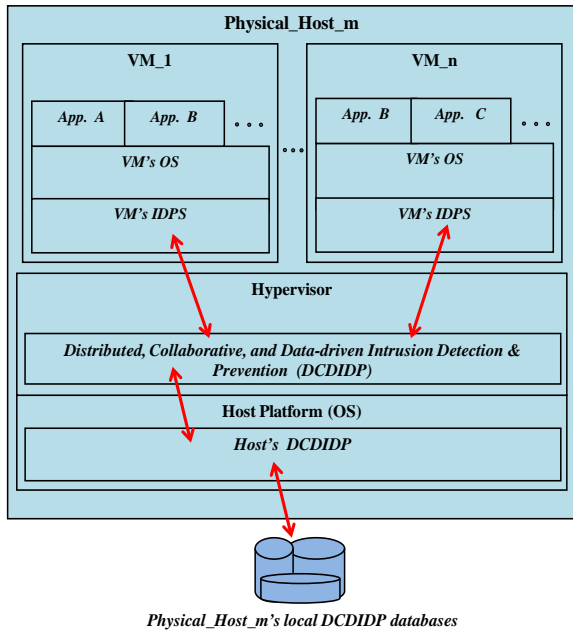 Physical_Host_m
VM_1
VM_n
App. A
App. B
App. B
App. C
VM's OS
VM's OS
VM's IDPS
VM's IDPS
Hypervisor
Distributed, Collaborative, and Data-driven Intrusion Detection &
Prevention (DCDIDP)
Host Platform (OS)
Host's DCDIDP
Physical_Host_m's local DCDIDP databases